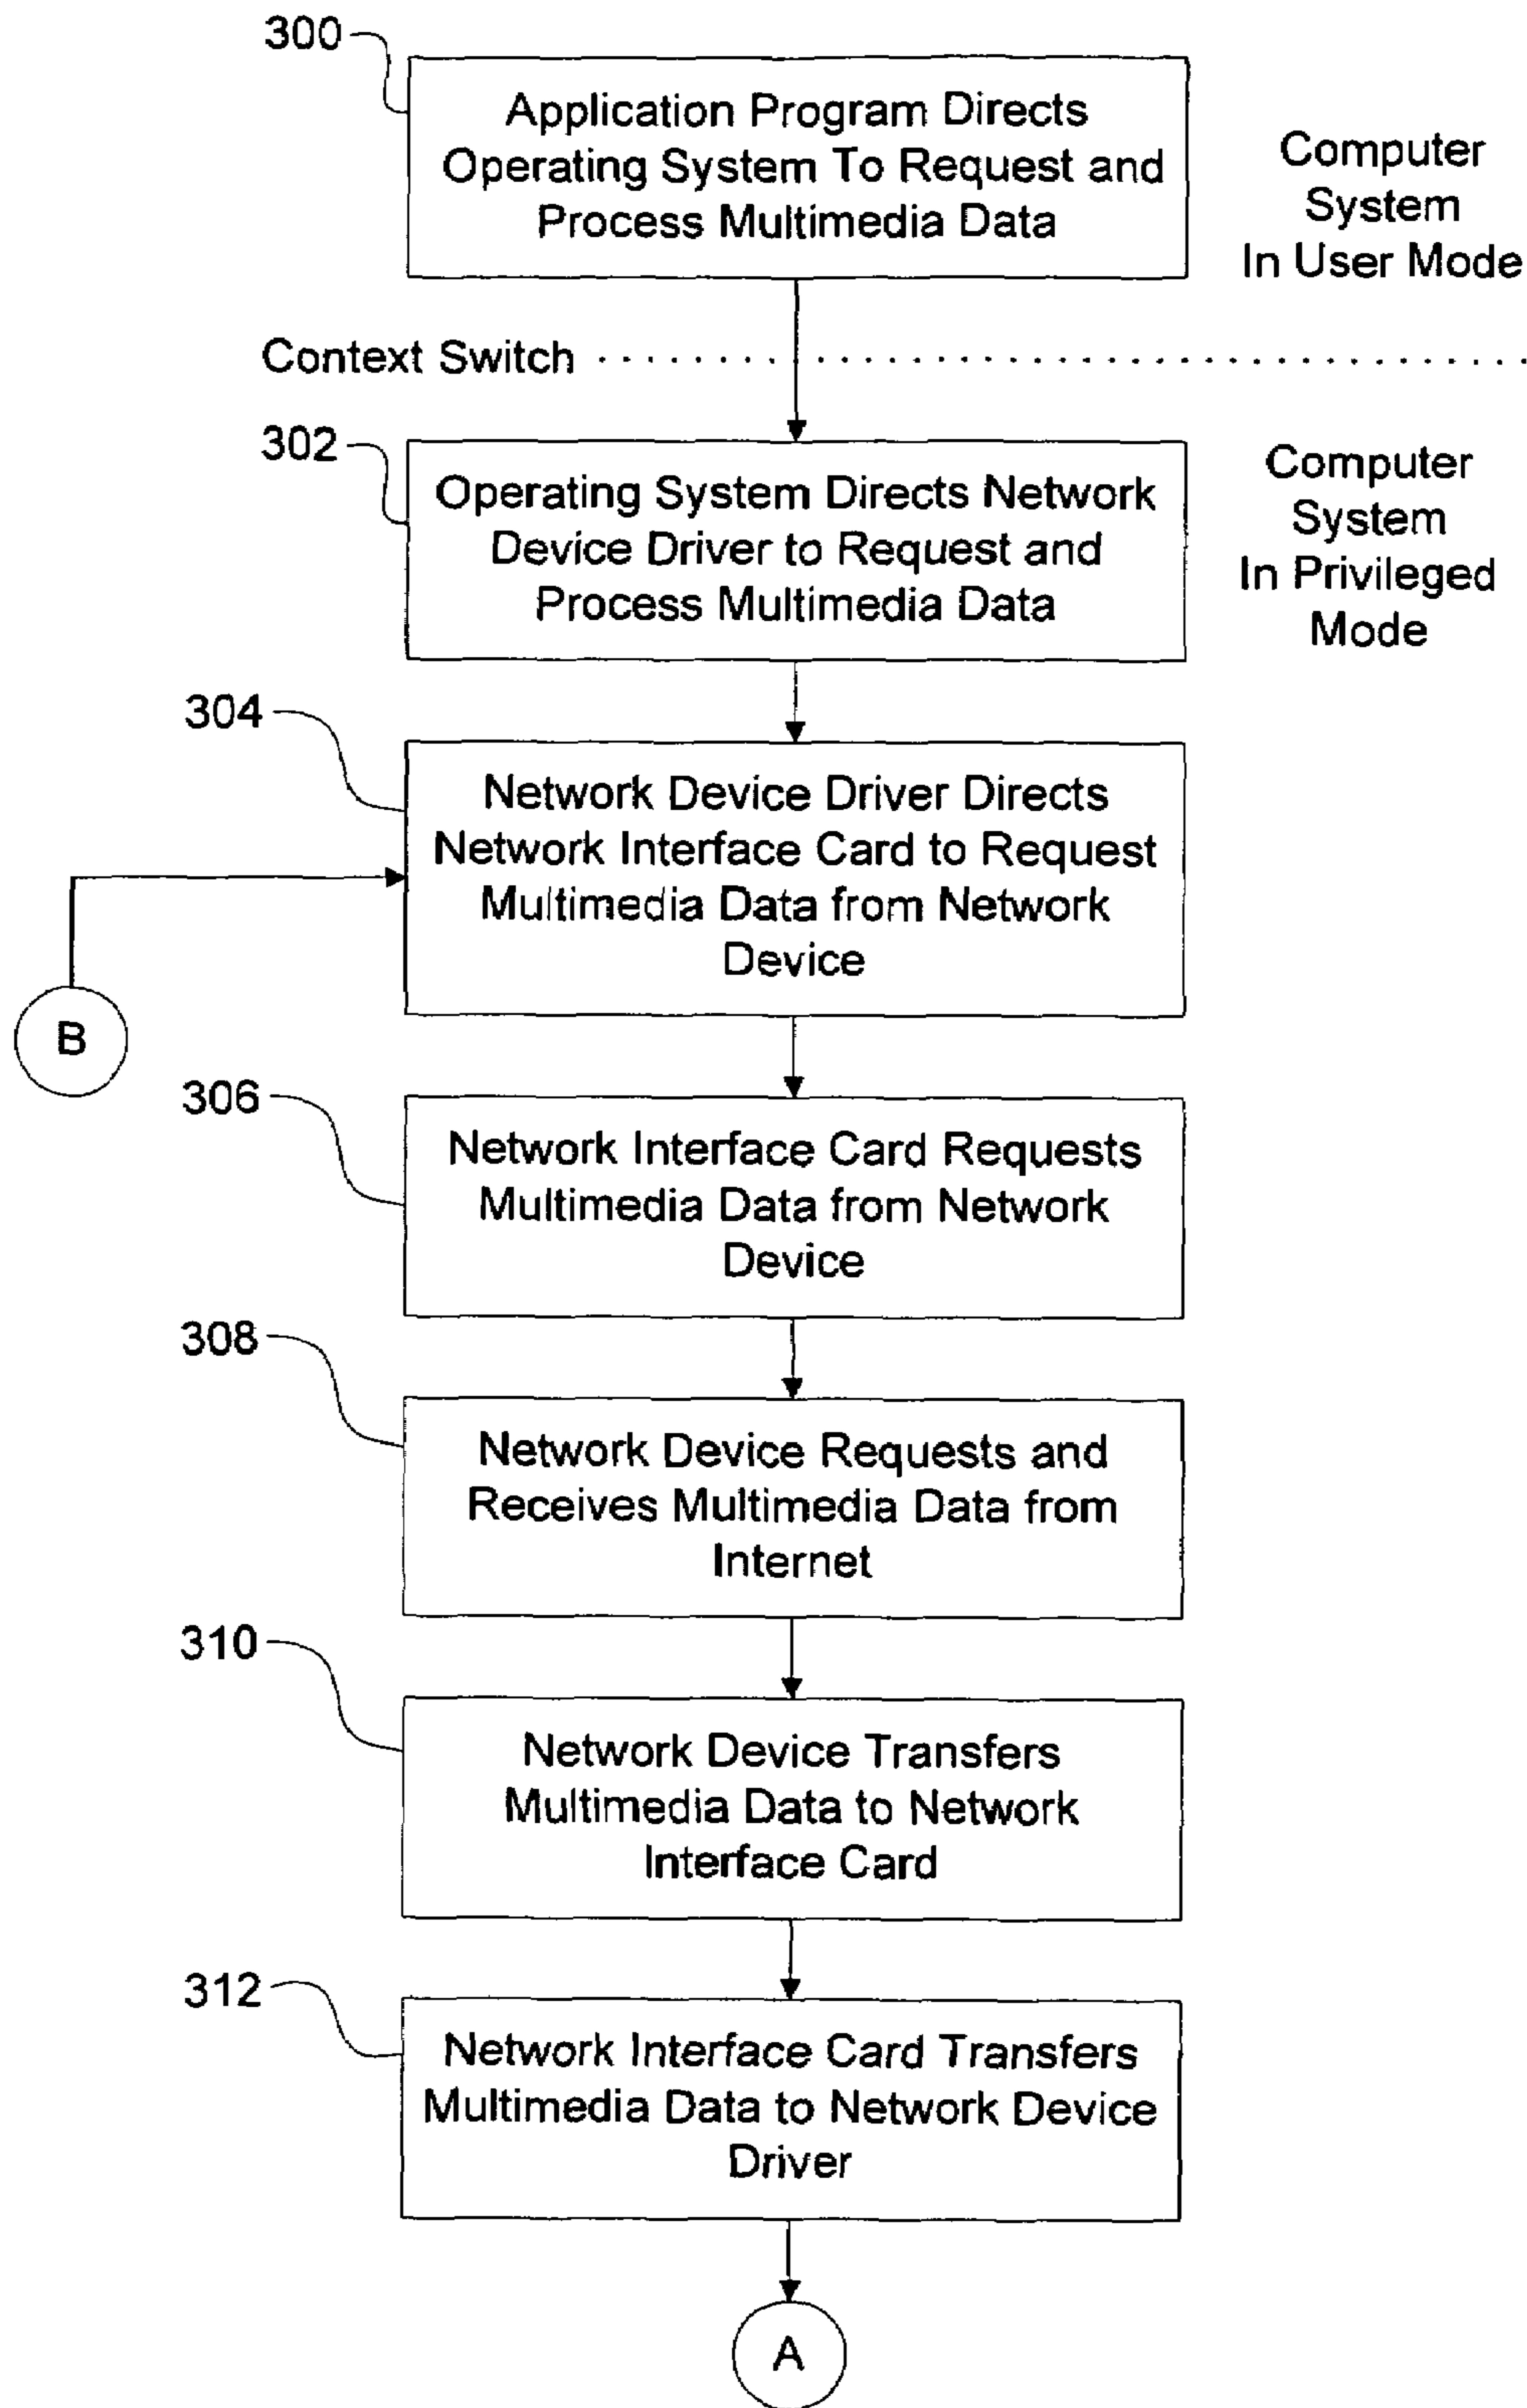 300
Application Program Directs
Operating System To Request and
Process Multimedia Data
Computer
System
In User Mode
Context Switch
302
Operating System Directs Network
Device Driver to Request and
Process Multimedia Data
Computer
System
In Privileged
Mode
304
Network Device Driver Directs
Network Interface Card to Request
Multimedia Data from Network
Device
B
306
Network Interface Card Requests
Multimedia Data from Network
Device
308
Network Device Requests and
Receives Multimedia Data from
Internet
310
Network Device Transfers
Multimedia Data to Network
Interface Card
312
Network Interface Card Transfers
Multimedia Data to Network Device
Driver
A